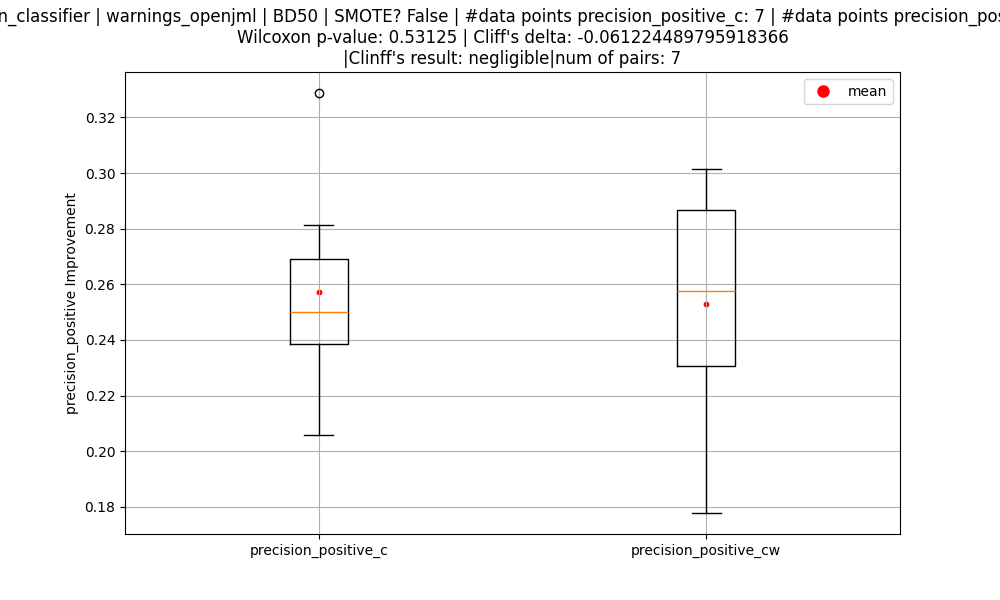 n_classifier | warnings_openjml | BD50 | SMOTE? False | #data points precision_positive_c: 7 | #data points precision_pos
Wilcoxon p-value: 0.53125 | Cliff's delta: -0.061224489795918366
|Clinff's result: negligible|num of pairs: 7
mean
0.32
0.30
0.28
0.26
0.24
0.22
0.20
0.18
precision_positive Improvement
precision_positive_c
precision_positive_cw